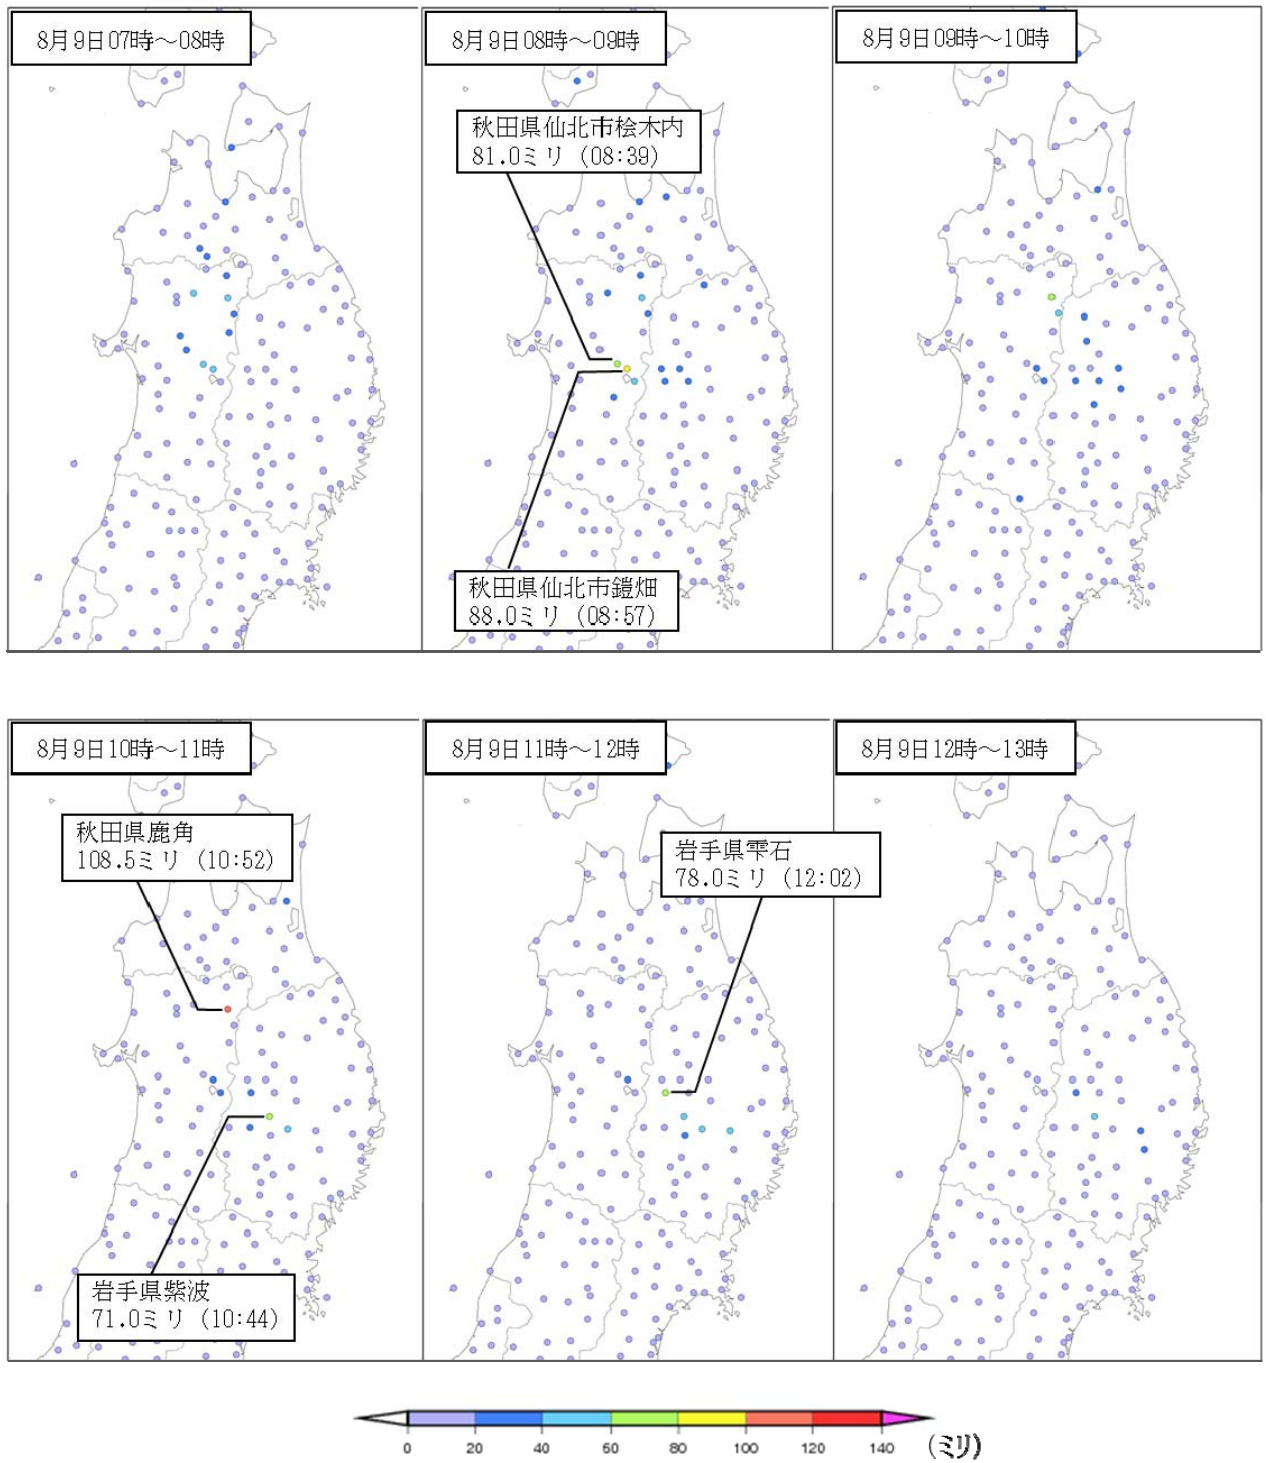 8月9日07時～08時
8月9日08時～09時
8月9日09時～10時
秋田県仙北市桧木内
81.0ミリ (08:39)
秋田県仙北市鎧畑
88.0ミリ (08:57)
8月9日10時～11時
8月9日11時～12時
8月9日12時～13時
秋田県鹿角
108.5ミリ (10:52)
岩手県雫石
78.0ミリ (12:02)
岩手県紫波
71.0ミリ (10:44)
0 20 40 60 80 100 120 140 (ミリ)